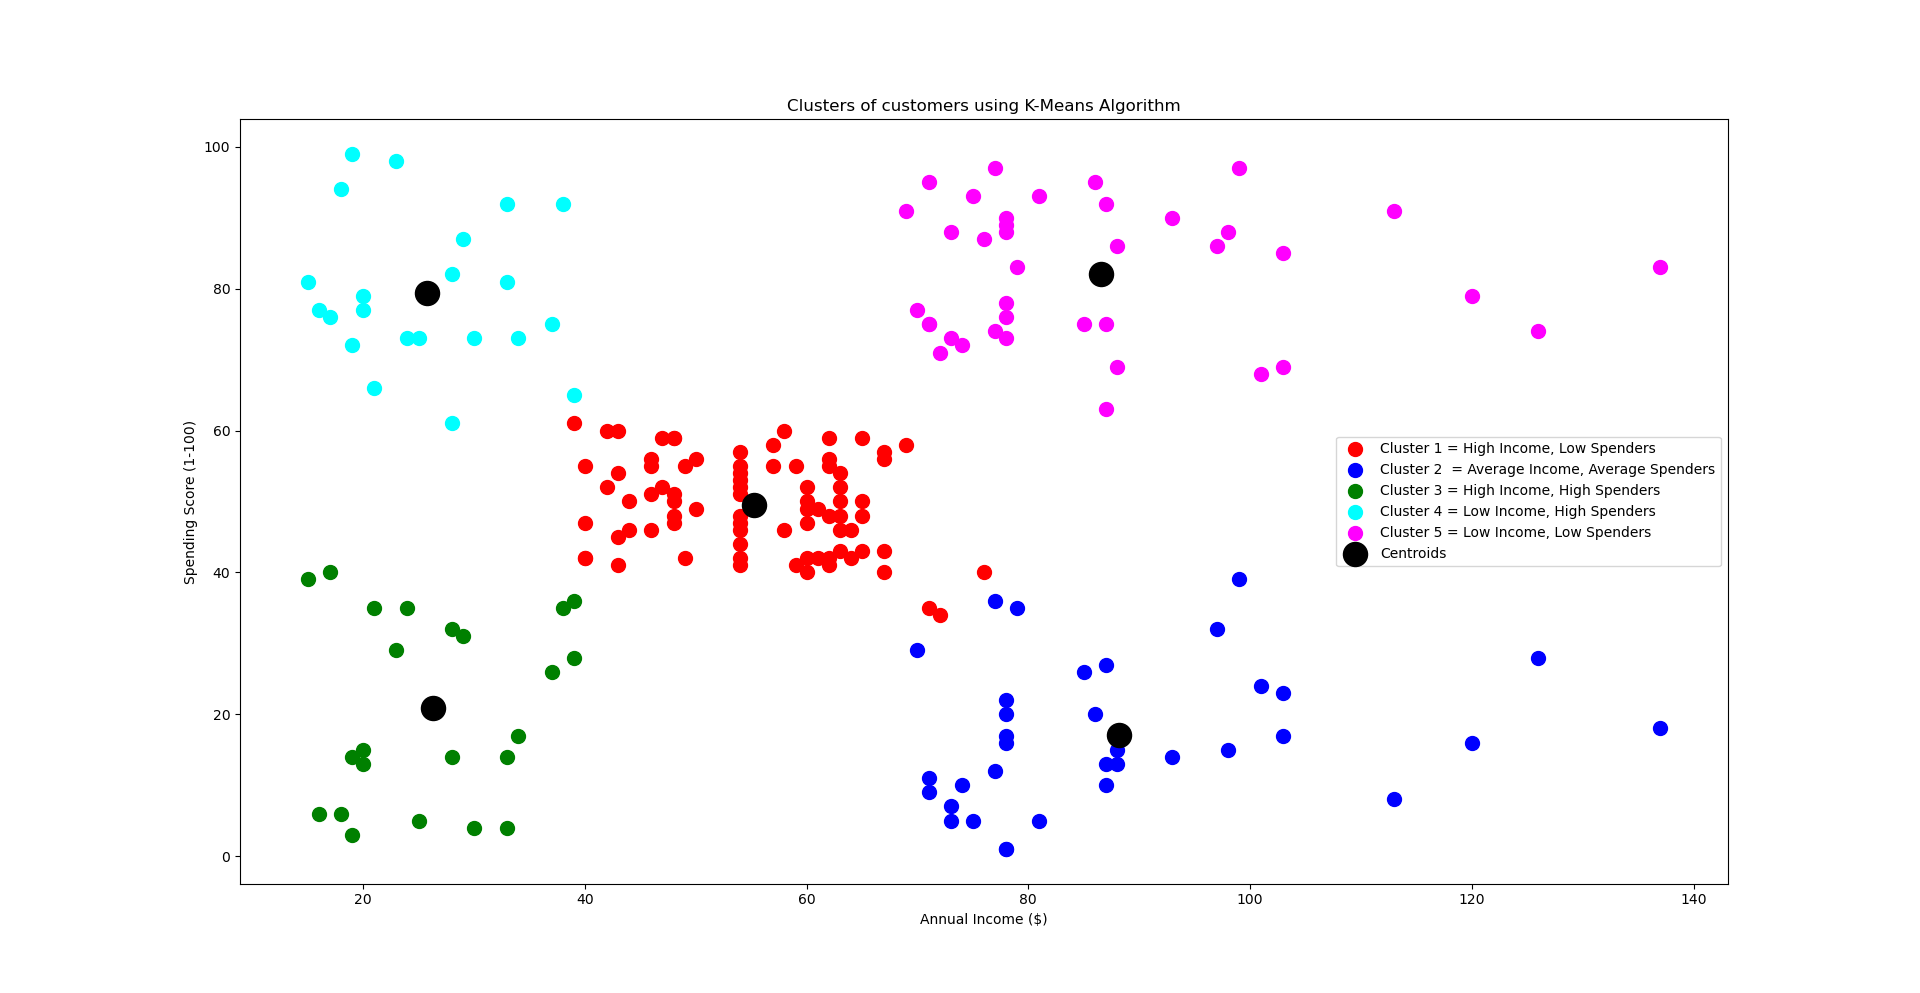 Clusters of customers using K-Means Algorithm
100
80
60
40
20
0
Spending Score (1-100)
Cluster 1 = High Income, Low Spenders
Cluster 2  = Average Income, Average Spenders
Cluster 3 = High Income, High Spenders
Cluster 4 = Low Income, High Spenders
Cluster 5 = Low Income, Low Spenders
Centroids
20 40 60 80 100 120 140
Annual Income ($)